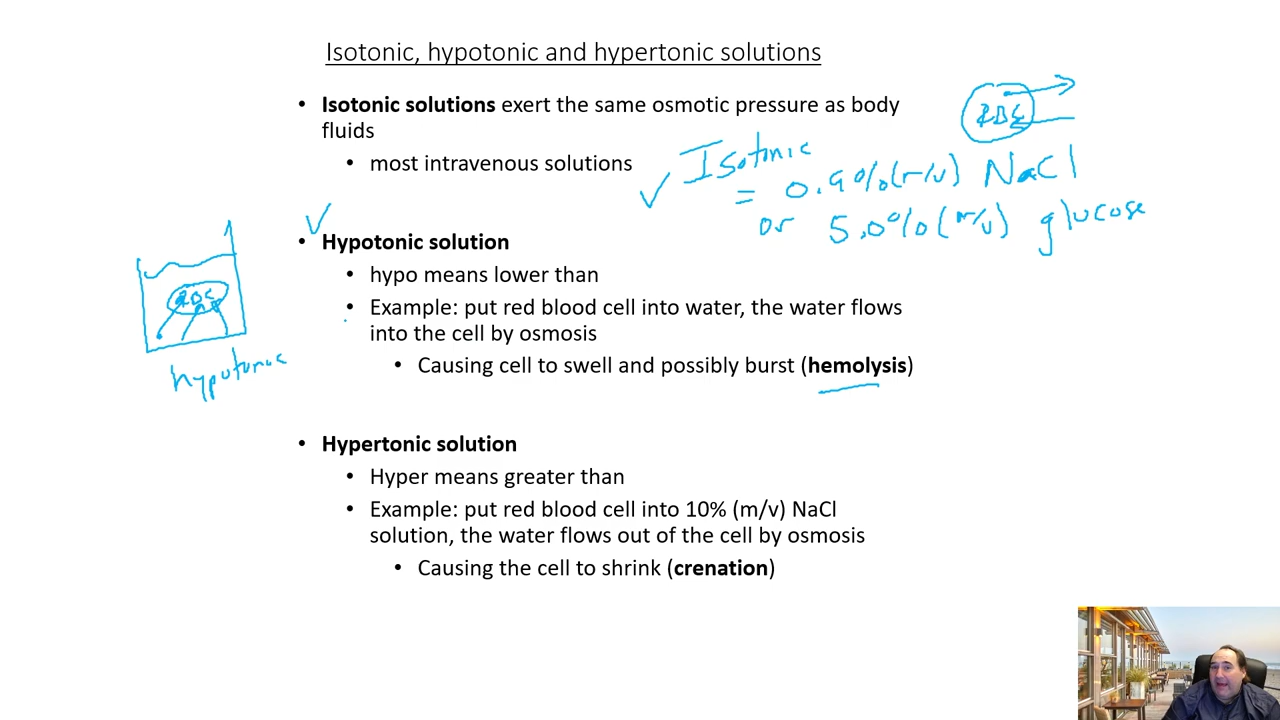 Isotonic, hypotonic and hypertonic solutions
• Isotonic solutions exert the same osmotic pressure as body
fluids
• most intravenous solutions
RBC
Isotonic
= 0.9%(m/v) NaCl
or 5.0%(m/v) glucose
• Hypotonic solution
• hypo means lower than
• Example: put red blood cell into water, the water flows
into the cell by osmosis
• Causing cell to swell and possibly burst (hemolysis)
RBC
hypotonic
• Hypertonic solution
• Hyper means greater than
• Example: put red blood cell into 10% (m/v) NaCl
solution, the water flows out of the cell by osmosis
• Causing the cell to shrink (crenation)